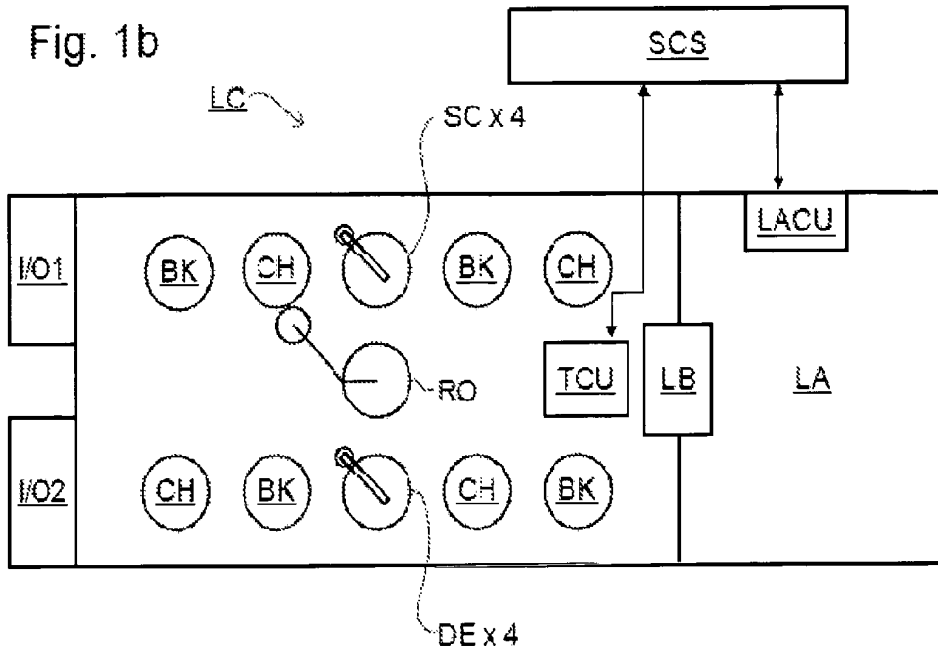 Fig. 1b
SCS
LC
SC x 4
LACU
I/O1
BK
CH
BK
CH
TCU
LB
LA
RO
I/O2
CH
BK
CH
BK
DE x 4